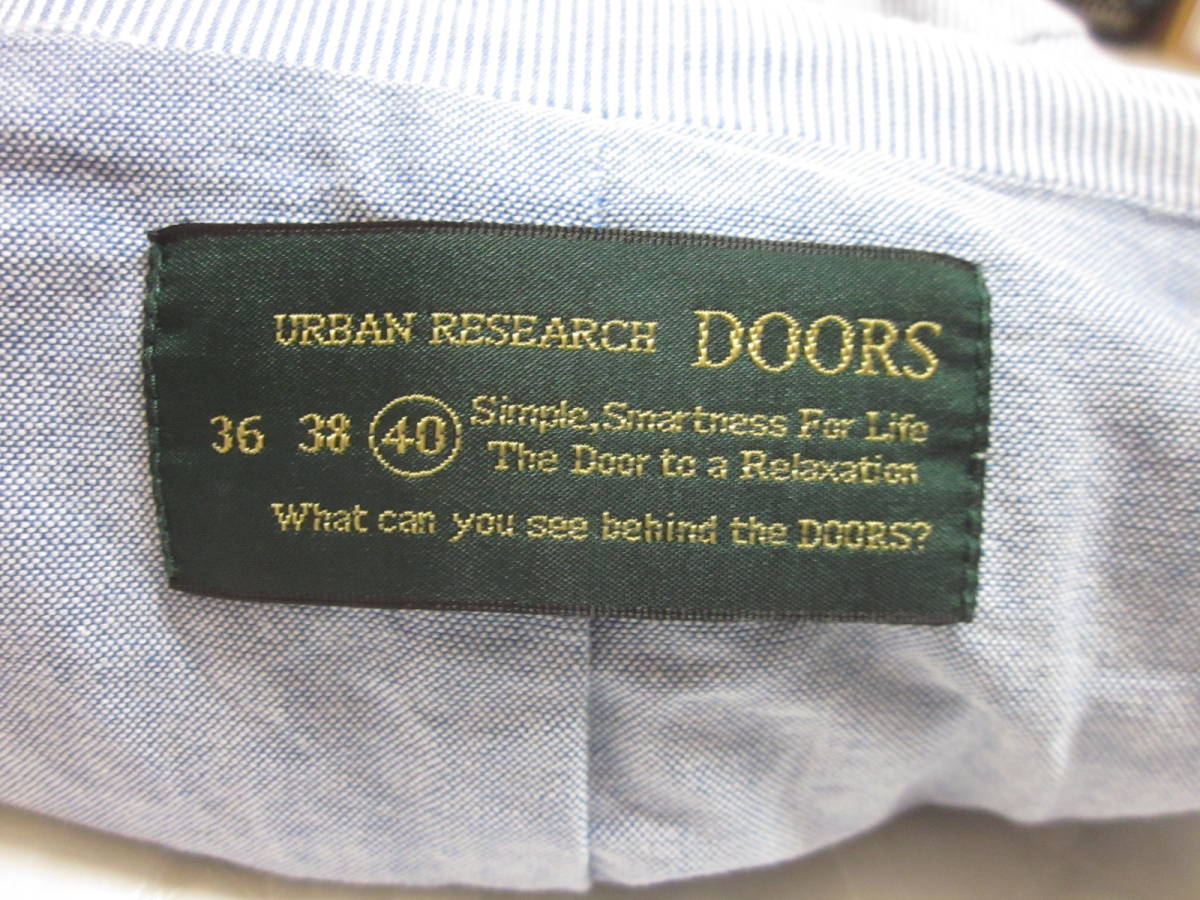 URBAN RESEARCH DOORS
36 38 40 Simple, Smartness For Life
The Door to a Relaxation
What can you see behind the DOORS?